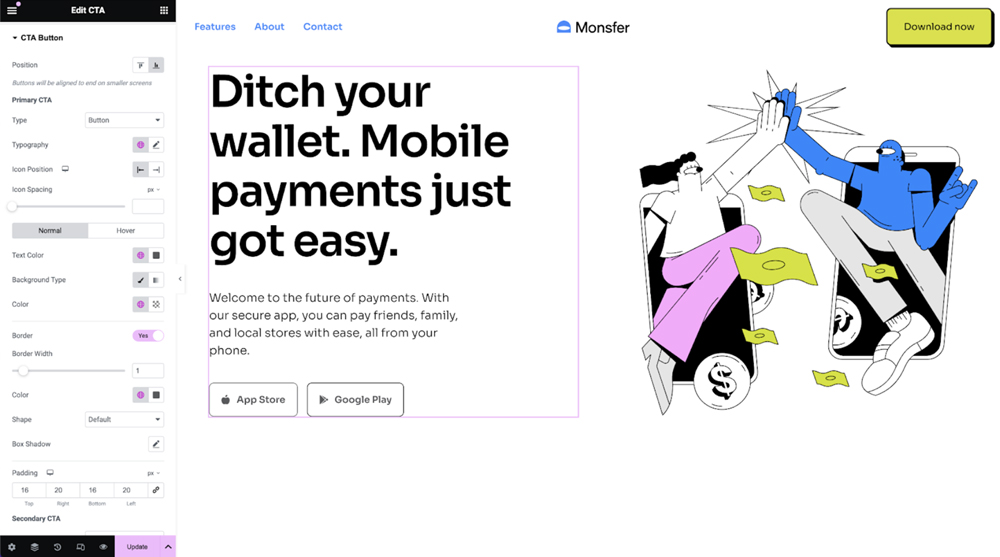 Edit CTA
CTA Button
Position
Buttons will be aligned to end on smaller screens
Primary CTA
Type
Button
Typography
Icon Position
Icon Spacing
px
Normal
Hover
Text Color
Background Type
Color
Border
Yes
Border Width
1
Color
Shape
Default
Box Shadow
Padding
px
16
20
16
20
Top
Right
Bottom
Left
Secondary CTA
Update
Features
About
Contact
Monsfer
Download now
Ditch your
wallet. Mobile
payments just
got easy.
Welcome to the future of payments. With
our secure app, you can pay friends, family,
and local stores with ease, all from your
phone.
App Store
Google Play
$
$
$